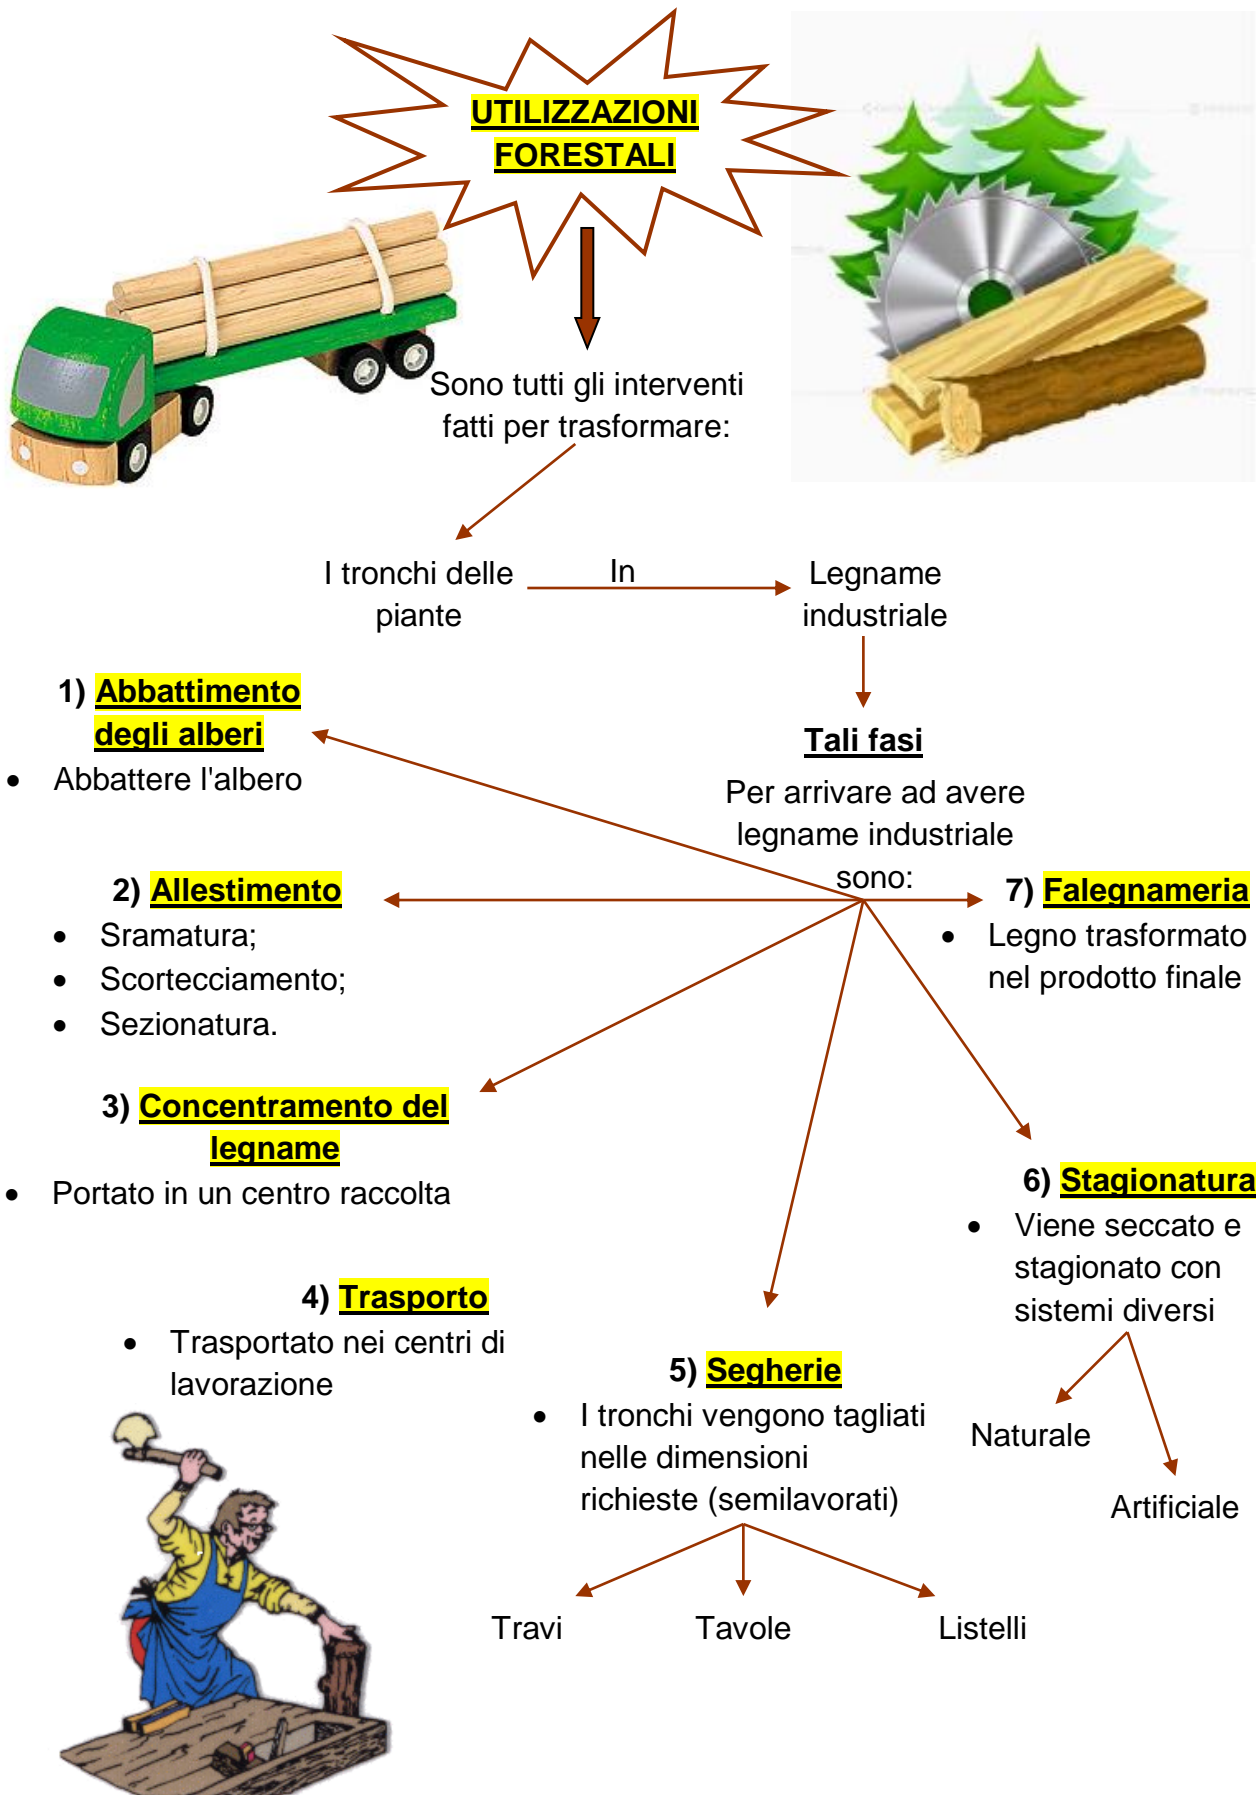 UTILIZZAZIONI
FORESTALI
Sono tutti gli interventi
fatti per trasformare:
I tronchi delle
piante
In
Legname
industriale
Tali fasi
Per arrivare ad avere
legname industriale
sono:
1) Abbattimento
degli alberi
• Abbattere l'albero
2) Allestimento
• Sramatura;
• Scortecciamento;
• Sezionatura.
3) Concentramento del
legname
• Portato in un centro raccolta
4) Trasporto
• Trasportato nei centri di
lavorazione
5) Segherie
• I tronchi vengono tagliati
nelle dimensioni
richieste (semilavorati)
Travi
Tavole
Listelli
6) Stagionatura
• Viene seccato e
stagionato con
sistemi diversi
Naturale
Artificiale
7) Falegnameria
• Legno trasformato
nel prodotto finale